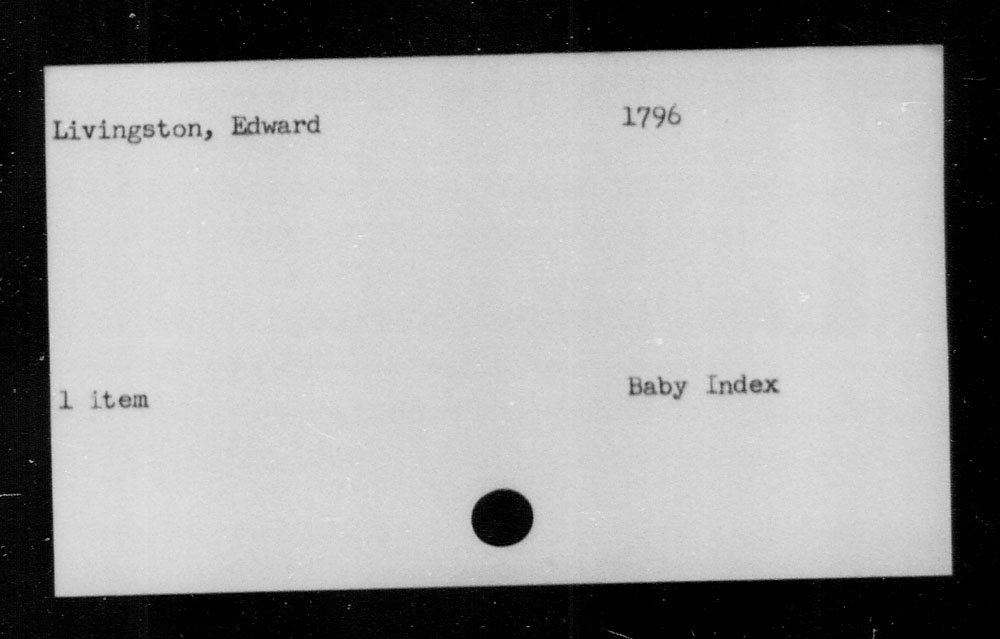 Livingston, Edward 1796
1 item Baby Index